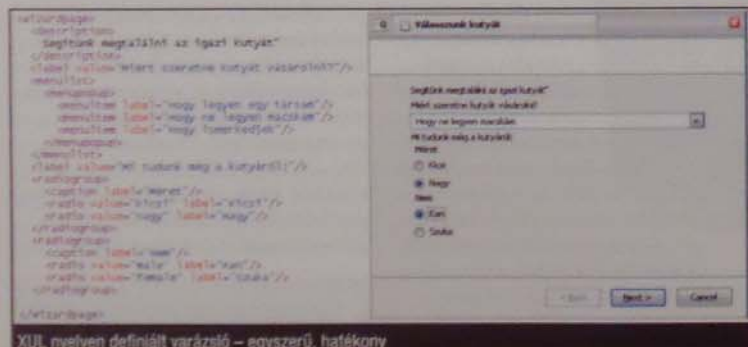 <wizardpage>
<description>
Segítünk megtalálni az igazi kutyát"
</description>
<label value="Miért szeretne kutyát vásárolni?"/>
<menulist>
<menupopup>
<menuitem label="Hogy legyen egy társam"/>
<menuitem label="Hogy ne legyen macskám"/>
<menuitem label="Hogy ismerkedjek"/>
</menupopup>
</menulist>
<label value="Mi tudunk még a kutyáról:"/>
<radiogroup>
<caption label="Méret"/>
<radio value="kicsi" label="Kicsi"/>
<radio value="nagy" label="Nagy"/>
</radiogroup>
<radiogroup>
<caption label="Nem"/>
<radio value="male" label="Kan"/>
<radio value="female" label="Szuka"/>
</radiogroup>
</wizardpage>
Válasszunk kutyát
Segítünk megtalálni az igazi kutyát"
Miért szeretne kutyát vásárolni?
Hogy ne legyen macskám
Mi tudunk még a kutyáról:
Méret
Kicsi
Nagy
Nem
Kan
Szuka
< Back
Next >
Cancel
XUL nyelven definiált varázsló – egyszerű, hatékony